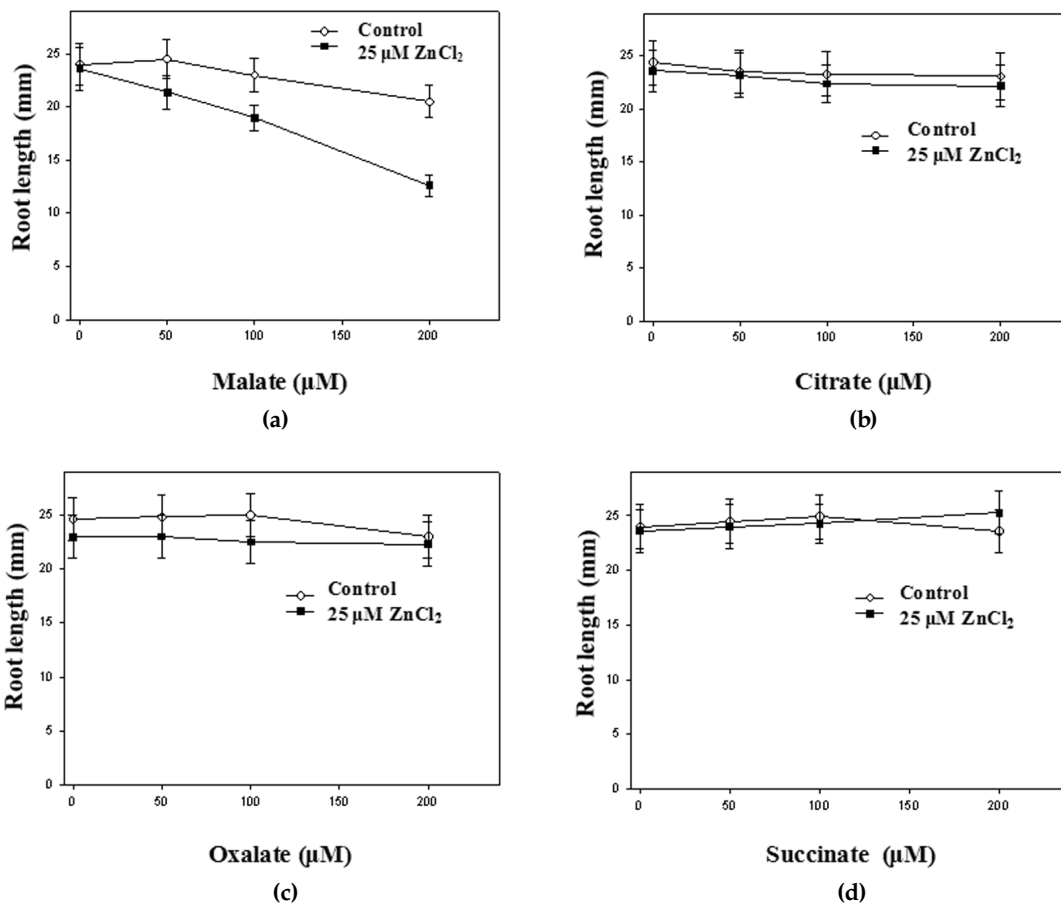 Control
25 µM ZnCl2
Root length (mm)
25
20
15
10
5
0
0 50 100 150 200
Malate (µM)
(a)
Control
25 µM ZnCl2
Root length (mm)
25
20
15
10
5
0
0 50 100 150 200
Citrate (µM)
(b)
Control
25 µM ZnCl2
Root length (mm)
25
20
15
10
5
0
0 50 100 150 200
Oxalate (µM)
(c)
Control
25 µM ZnCl2
Root length (mm)
25
20
15
10
5
0
0 50 100 150 200
Succinate (µM)
(d)